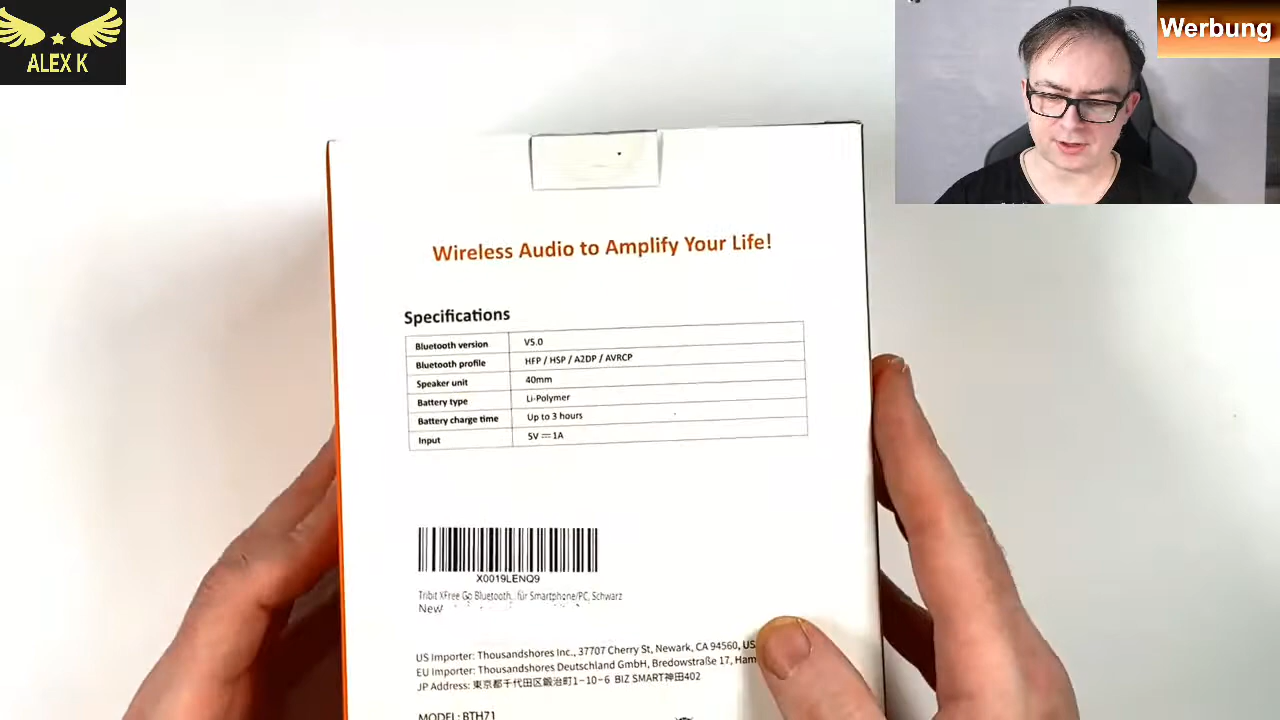 ALEX K
Werbung
Wireless Audio to Amplify Your Life!
Specifications
Bluetooth version V5.0
Bluetooth profile HFP / HSP / A2DP / AVRCP
Speaker unit 40mm
Battery type Li-Polymer
Battery charge time Up to 3 hours
Input 5V⎓1A
X0019LENQ9
Tribit XFree Go Bluetooth... für Smartphone/PC, Schwarz
New
US Importer: Thousandshores Inc., 37707 Cherry St, Newark, CA 94560, US
EU Importer: Thousandshores Deutschland GmbH, Bredowstraße 17, Ham
JP Address: 東京都千代田区鍛治町1-10-6 BIZ SMART神田402
MODEL: BTH71